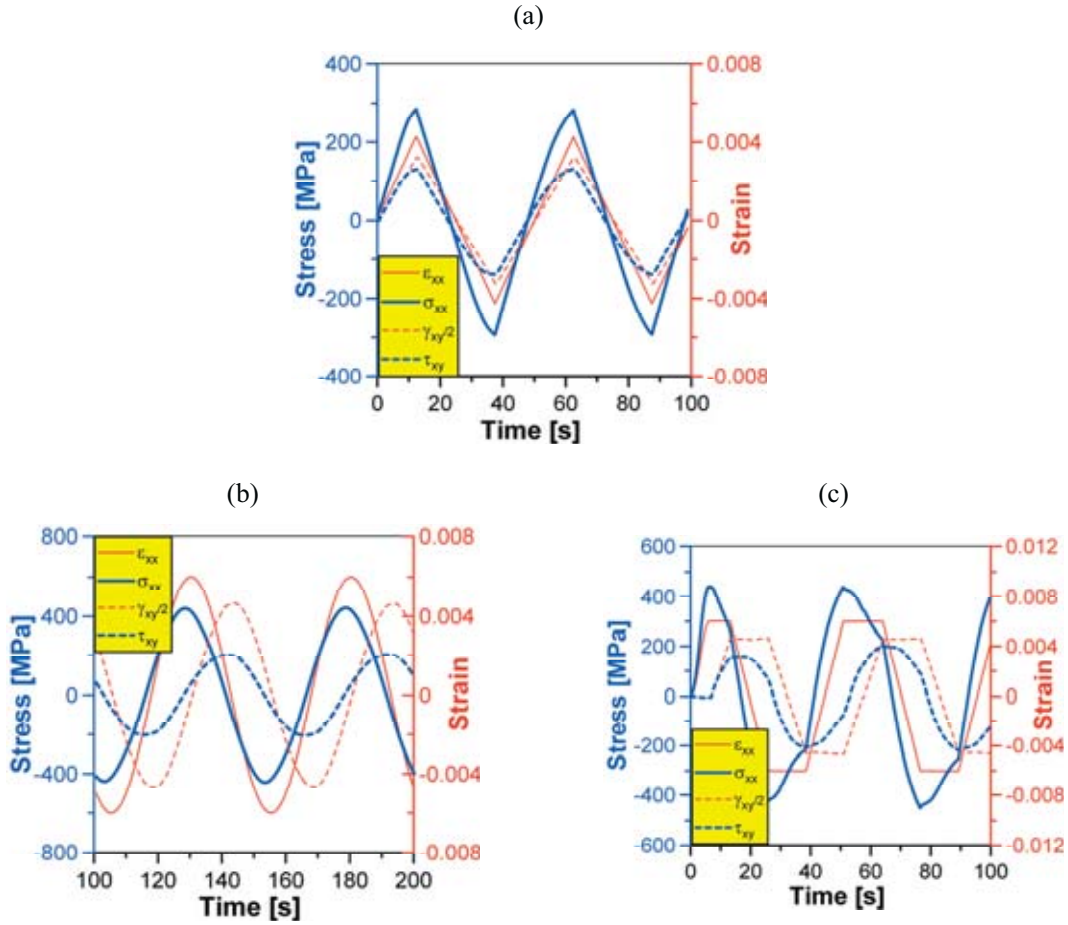 (a)
400
200
0
-200
-400
Stress [MPa]
0.008
0.004
0
-0.004
-0.008
Strain
εxx
σxx
γxy/2
τxy
0 20 40 60 80 100
Time [s]
(b)
800
400
0
-400
-800
Stress [MPa]
0.008
0.004
0
-0.004
0.008
Strain
εxx
σxx
γxy/2
τxy
100 120 140 160 180 200
Time [s]
(c)
600
400
200
0
-200
-400
-600
Stress [MPa]
0.012
0.008
0.004
0
-0.004
-0.008
-0.012
Strain
εxx
σxx
γxy/2
τxy
0 20 40 60 80 100
Time [s]